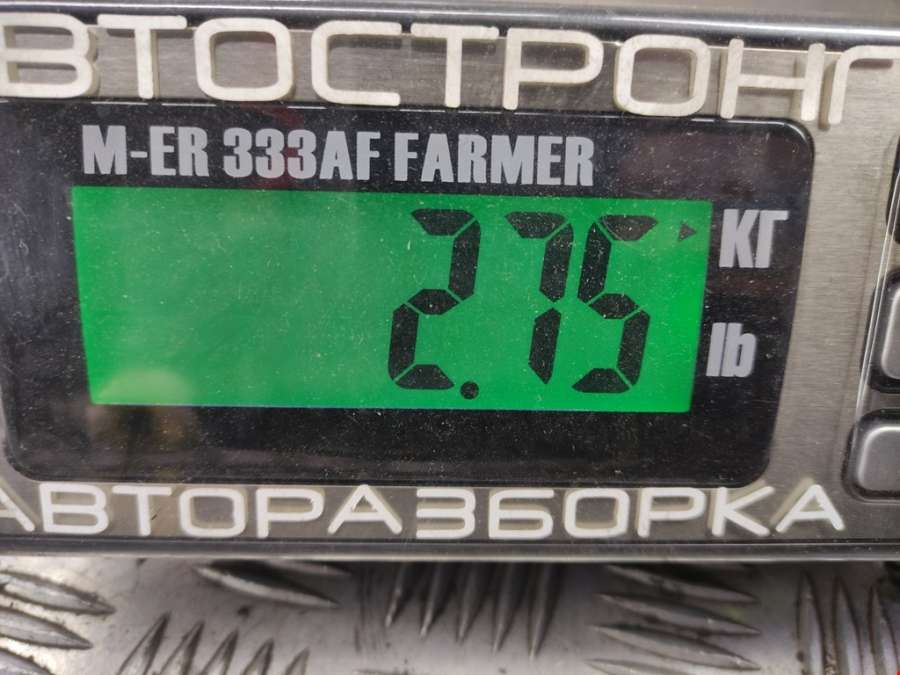 ВТОСТРОНГ
M-ER 333AF FARMER
2.75
КГ
lb
АВТОРАЗБОРКА